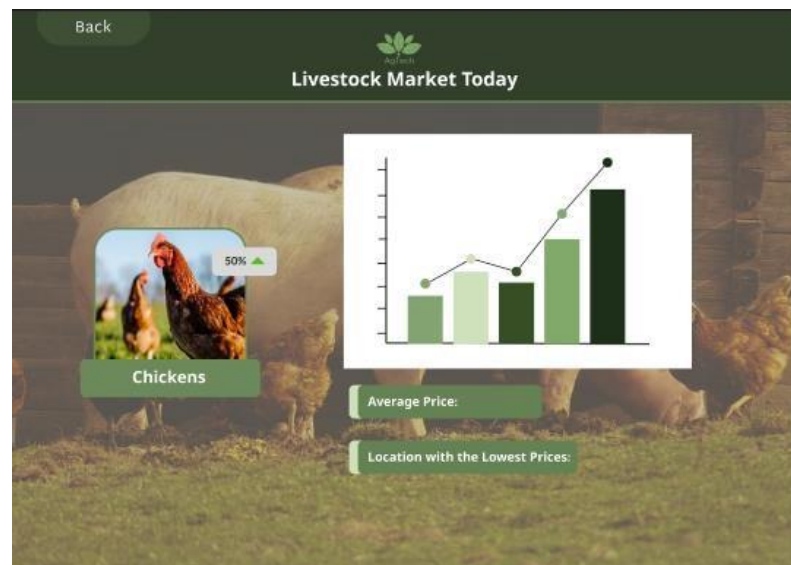 Back
AgTech
Livestock Market Today
50%
Chickens
Average Price:
Location with the Lowest Prices: